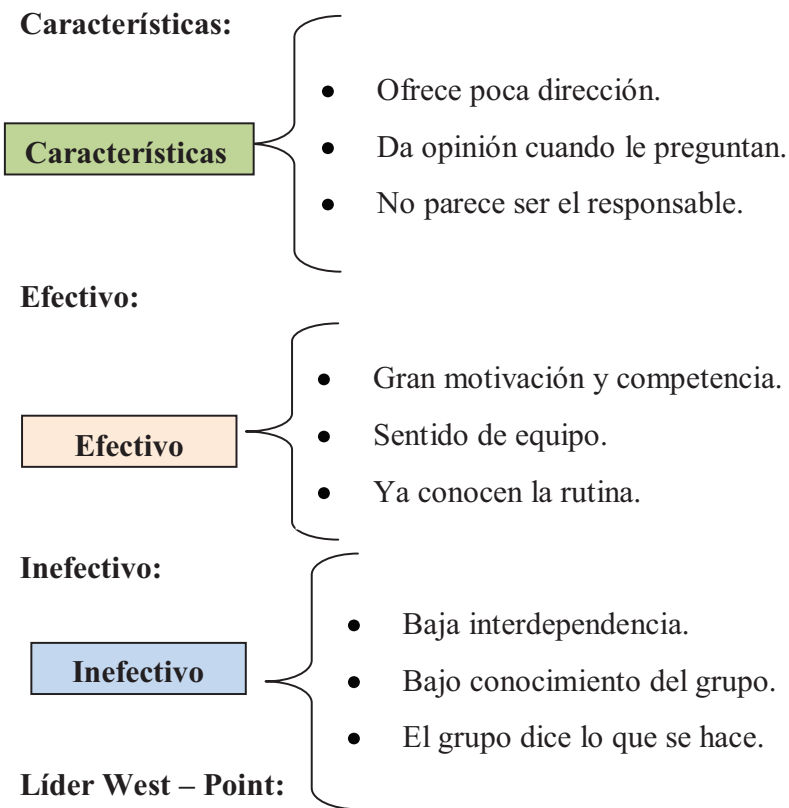 Características:
Características
• Ofrece poca dirección.
• Da opinión cuando le preguntan.
• No parece ser el responsable.
Efectivo:
Efectivo
• Gran motivación y competencia.
• Sentido de equipo.
• Ya conocen la rutina.
Inefectivo:
Inefectivo
• Baja interdependencia.
• Bajo conocimiento del grupo.
• El grupo dice lo que se hace.
Líder West – Point: